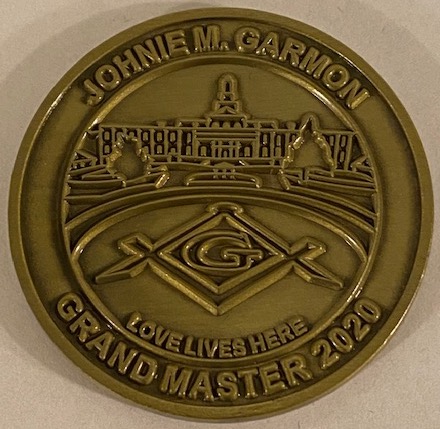 JOHNIE M. GARMON
G
LOVE LIVES HERE
GRAND MASTER 2020